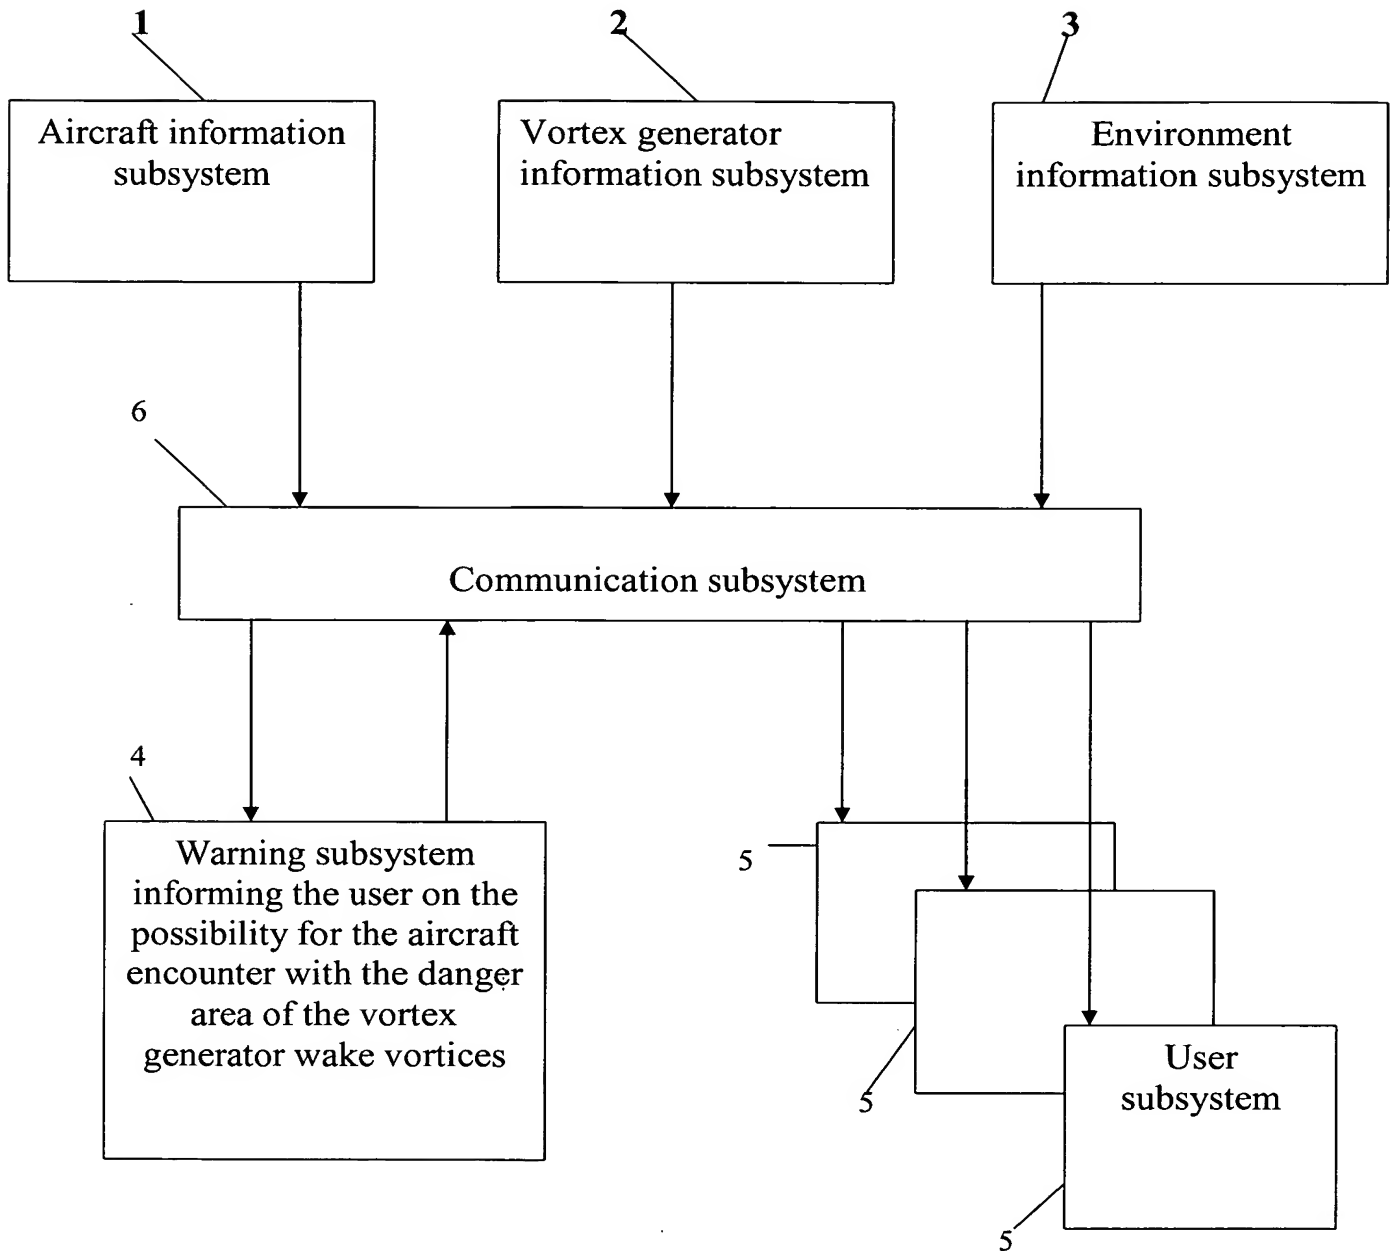 1
2
3
Aircraft information
subsystem
Vortex generator
information subsystem
Environment
information subsystem
6
Communication subsystem
4
Warning subsystem
informing the user on the
possibility for the aircraft
encounter with the danger
area of the vortex
generator wake vortices
5
5
User
subsystem
5